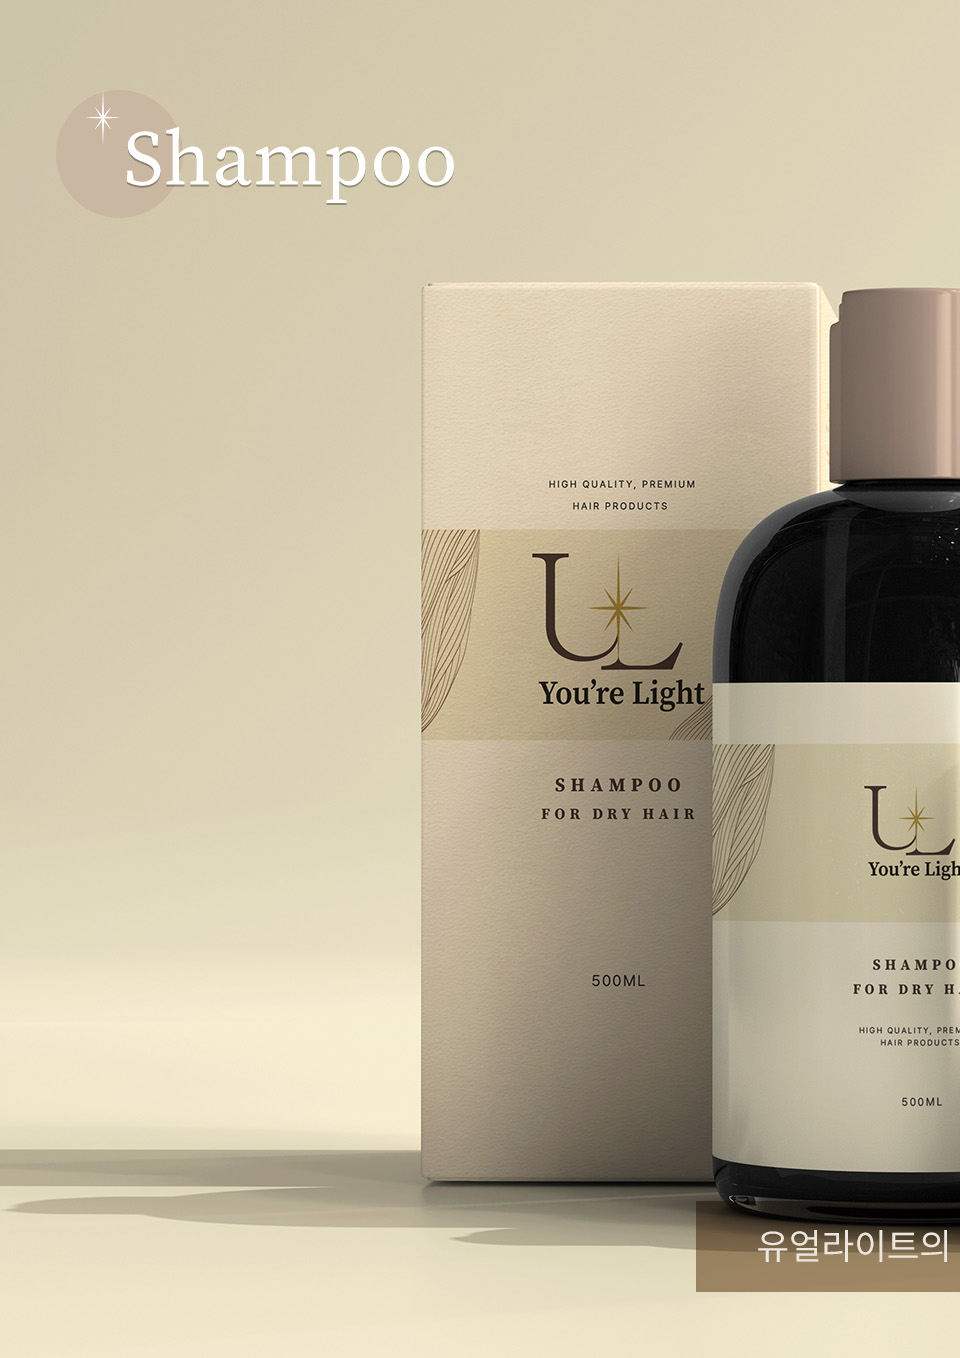 Shampoo
HIGH QUALITY, PREMIUM
HAIR PRODUCTS
UL
You're Light
SHAMPOO
FOR DRY HAIR
500ML
UL
You're Ligh
SHAMPO
FOR DRY H
HIGH QUALITY, PREM
HAIR PRODUCTS
500ML
유얼라이트의